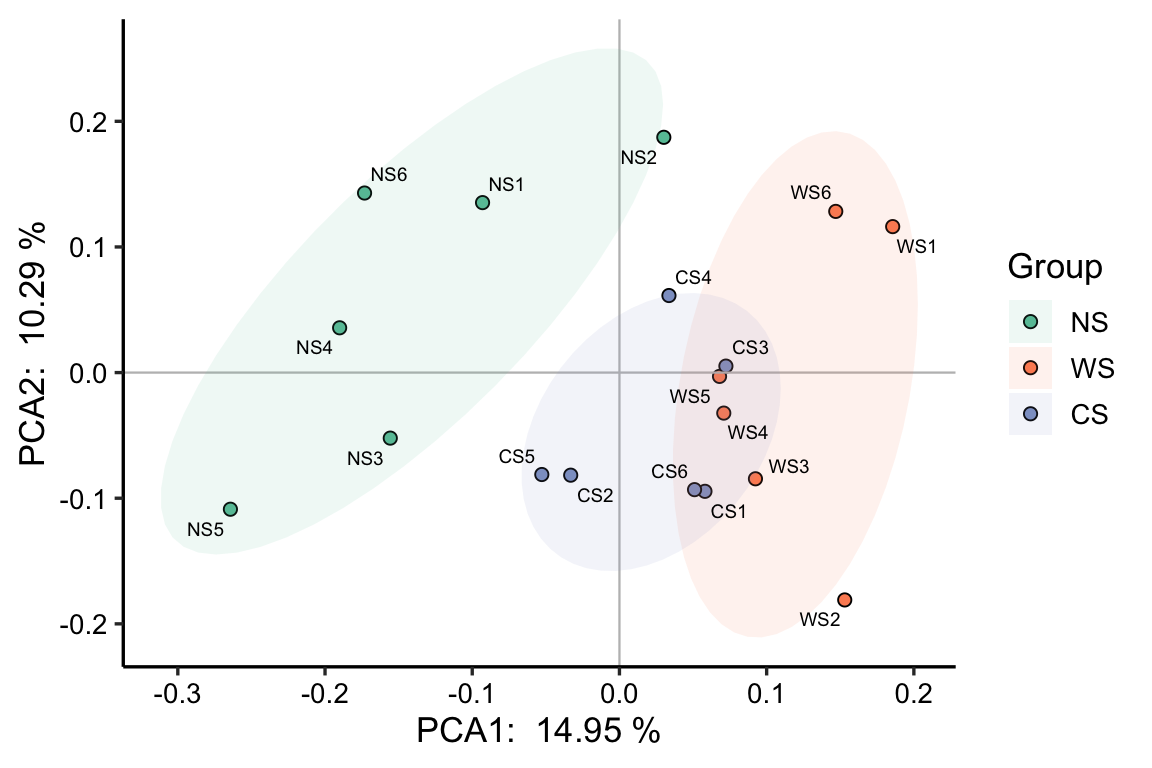 0.2
0.1
0.0
-0.1
-0.2
PCA2: 10.29 %
NS2
NS6
NS1
WS6
WS1
CS4
NS4
CS3
WS5
WS4
NS3
CS5
CS2
CS6
WS3
CS1
NS5
WS2
-0.3 -0.2 -0.1 0.0 0.1 0.2
PCA1: 14.95 %
Group
NS
WS
CS